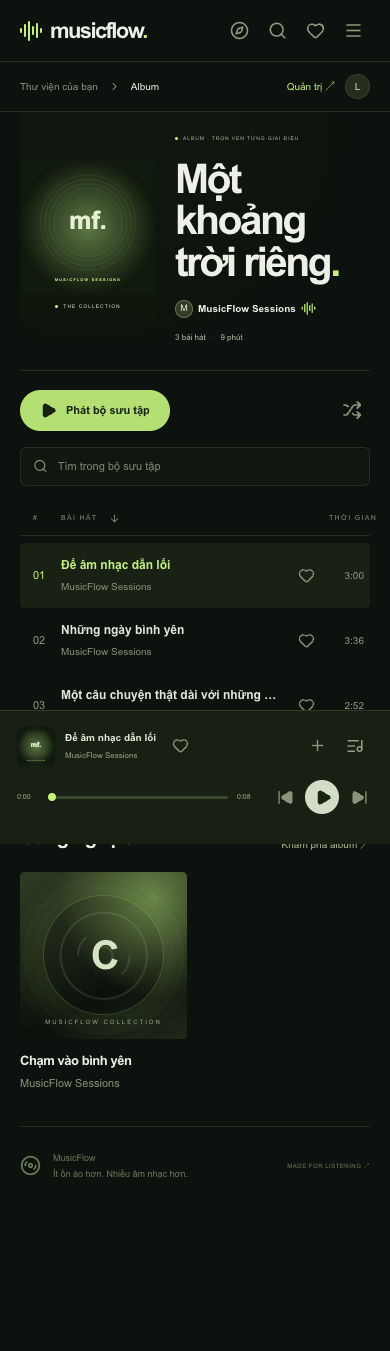 musicflow.
Thư viện của bạn
Album
Quản trị ↗
L
ALBUM · TRỌN VẸN TỪNG GIAI ĐIỆU
Một
khoảng
trời riêng.
mf.
MUSICFLOW SESSIONS
THE COLLECTION
M MusicFlow Sessions
3 bài hát · 9 phút
Phát bộ sưu tập
Tìm trong bộ sưu tập
# BÀI HÁT ↓ THỜI GIAN
01 Để âm nhạc dẫn lối 3:00
MusicFlow Sessions
02 Những ngày bình yên 3:36
MusicFlow Sessions
03 Một câu chuyện thật dài với những ... 2:52
mf.
Để âm nhạc dẫn lối
MusicFlow Sessions
0:00 0:08
Khám phá album ↗
C
MUSICFLOW COLLECTION
Chạm vào bình yên
MusicFlow Sessions
MusicFlow
Ít ồn ào hơn. Nhiều âm nhạc hơn.
MADE FOR LISTENING ↗